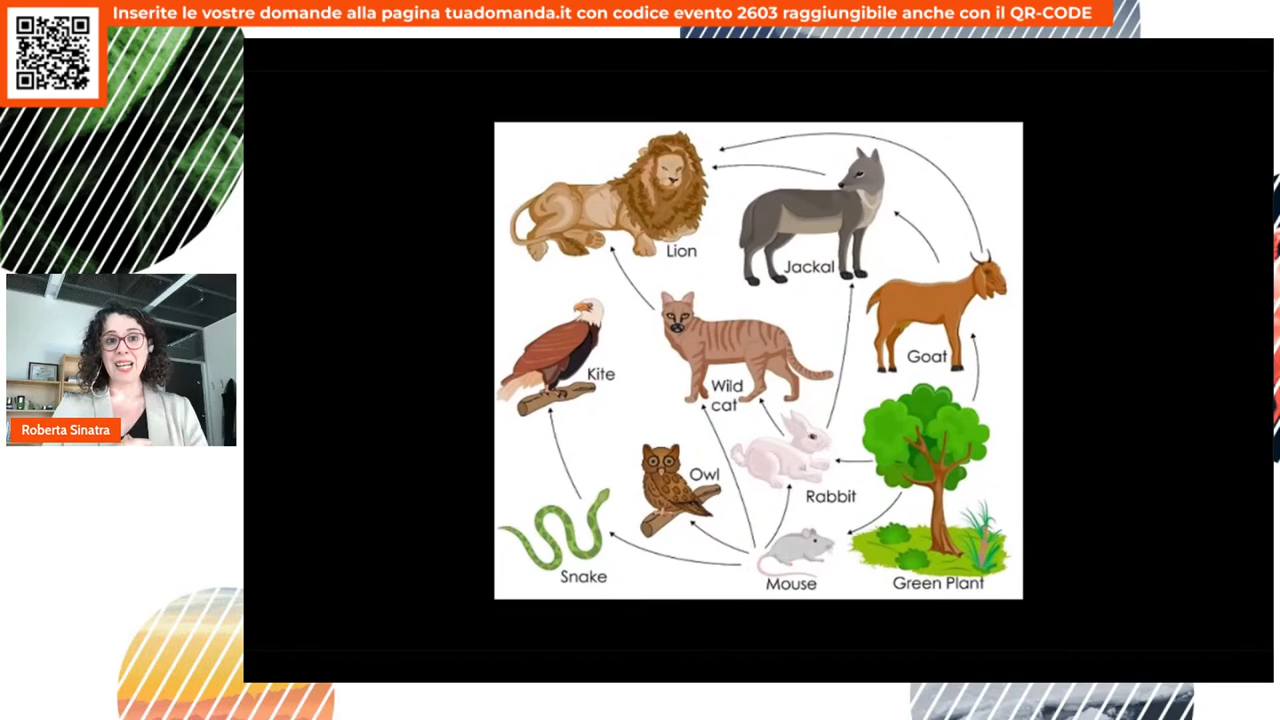 Inserite le vostre domande alla pagina tuadomanda.it con codice evento 2603 raggiungibile anche con il QR-CODE
Lion
Jackal
Goat
Kite
Wild
cat
Roberta Sinatra
Owl
Rabbit
Snake
Mouse
Green Plant